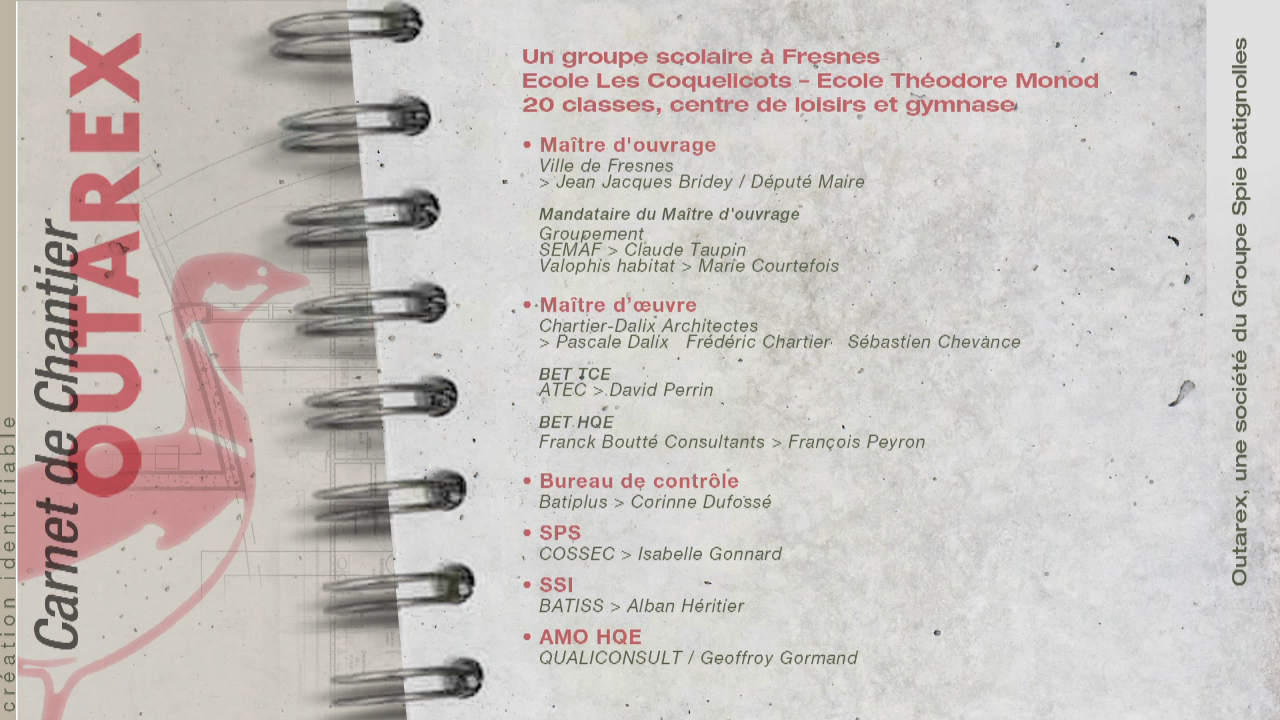 création identifiable
Carnet de Chantier
OUTAREX
Un groupe scolaire à Fresnes
Ecole Les Coquelicots - Ecole Théodore Monod
20 classes, centre de loisirs et gymnase
• Maître d'ouvrage
Ville de Fresnes
> Jean Jacques Bridey / Député Maire
Mandataire du Maître d'ouvrage
Groupement
SEMAF > Claude Taupin
Valophis habitat > Marie Courtefois
• Maître d'œuvre
Chartier-Dalix Architectes
> Pascale Dalix Frédéric Chartier Sébastien Chevance
BET TCE
ATEC > David Perrin
BET HQE
Franck Boutté Consultants > François Peyron
• Bureau de contrôle
Batiplus > Corinne Dufossé
• SPS
COSSEC > Isabelle Gonnard
• SSI
BATISS > Alban Héritier
• AMO HQE
QUALICONSULT / Geoffroy Gormand
Outarex, une société du Groupe Spie batignolles